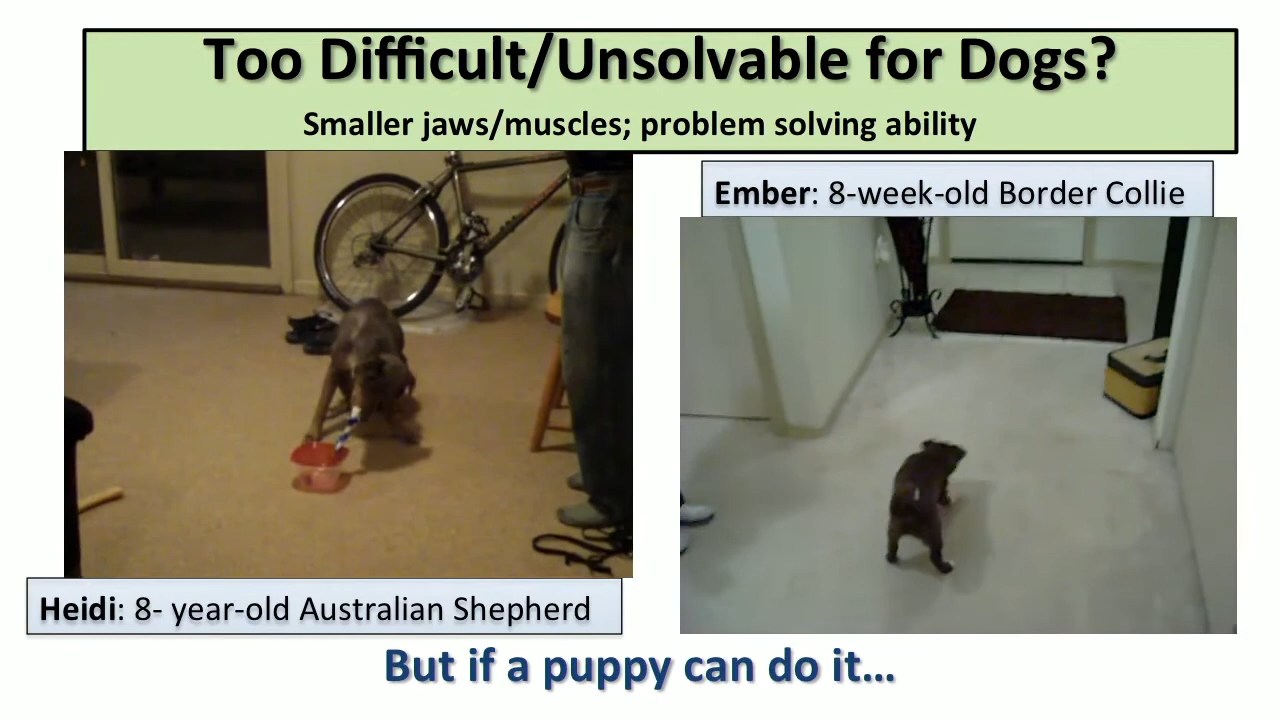 Too Difficult/Unsolvable for Dogs?
Smaller jaws/muscles; problem solving ability
Ember: 8-week-old Border Collie
Heidi: 8- year-old Australian Shepherd
But if a puppy can do it…